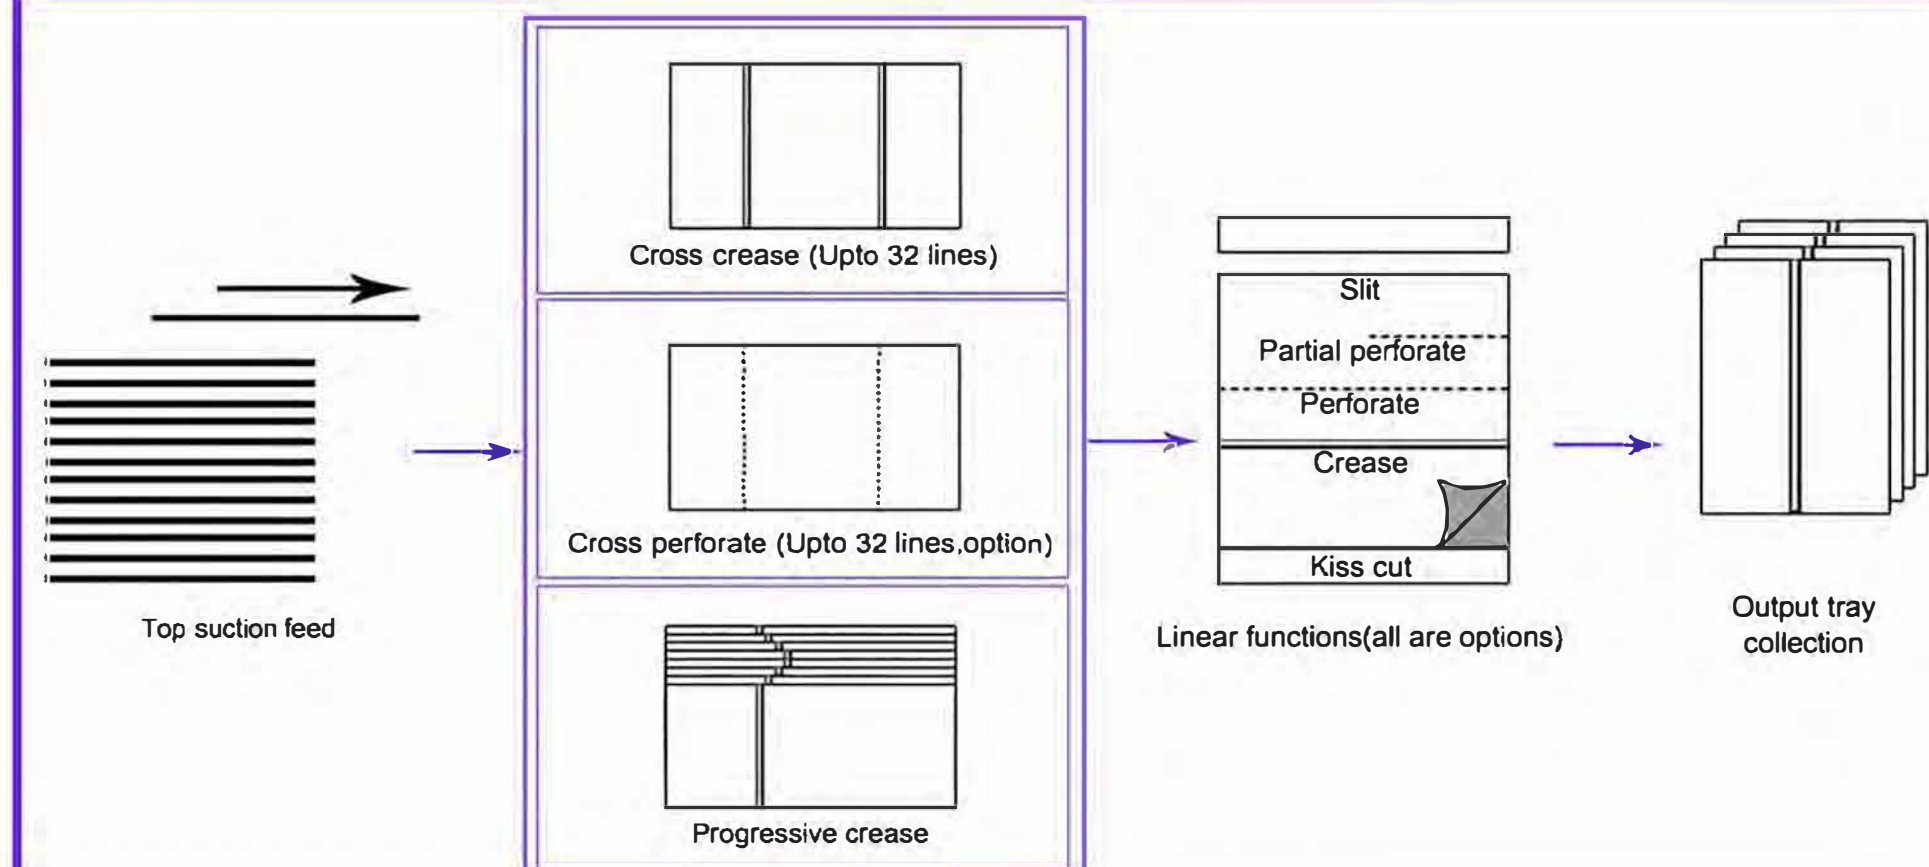 Top suction feed
Cross crease (Upto 32 lines)
Cross perforate (Upto 32 lines,option)
Progressive crease
Slit
Partial perforate
Perforate
Crease
Kiss cut
Linear functions(all are options)
Output tray
collection